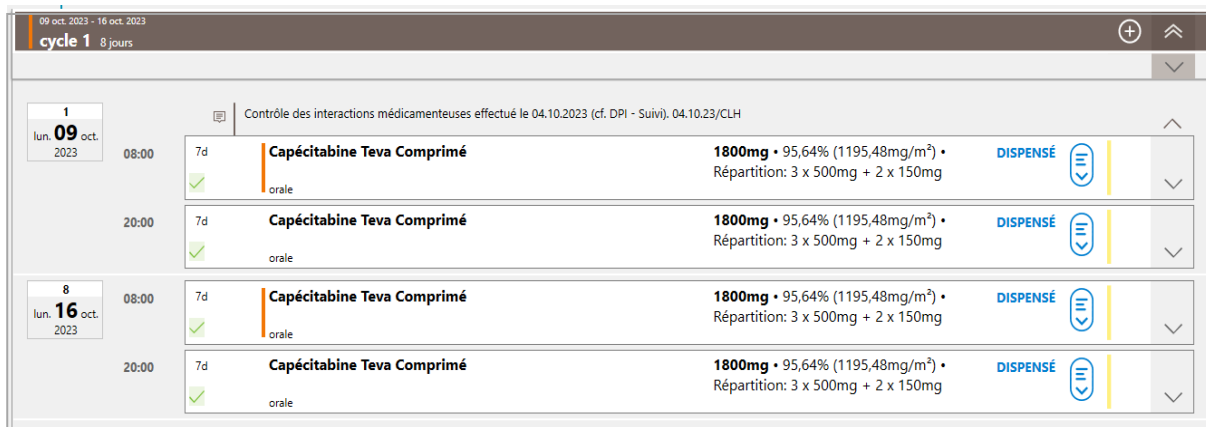 09 oct. 2023 - 16 oct. 2023
cycle 1 8 jours
1
lun. 09 oct.
2023
Contrôle des interactions médicamenteuses effectué le 04.10.2023 (cf. DPI - Suivi). 04.10.23/CLH
08:00
7d
Capécitabine Teva Comprimé
orale
1800mg • 95,64% (1195,48mg/m²) •
Répartition: 3 x 500mg + 2 x 150mg
DISPENSÉ
20:00
7d
Capécitabine Teva Comprimé
orale
1800mg • 95,64% (1195,48mg/m²) •
Répartition: 3 x 500mg + 2 x 150mg
DISPENSÉ
8
lun. 16 oct.
2023
08:00
7d
Capécitabine Teva Comprimé
orale
1800mg • 95,64% (1195,48mg/m²) •
Répartition: 3 x 500mg + 2 x 150mg
DISPENSÉ
20:00
7d
Capécitabine Teva Comprimé
orale
1800mg • 95,64% (1195,48mg/m²) •
Répartition: 3 x 500mg + 2 x 150mg
DISPENSÉ